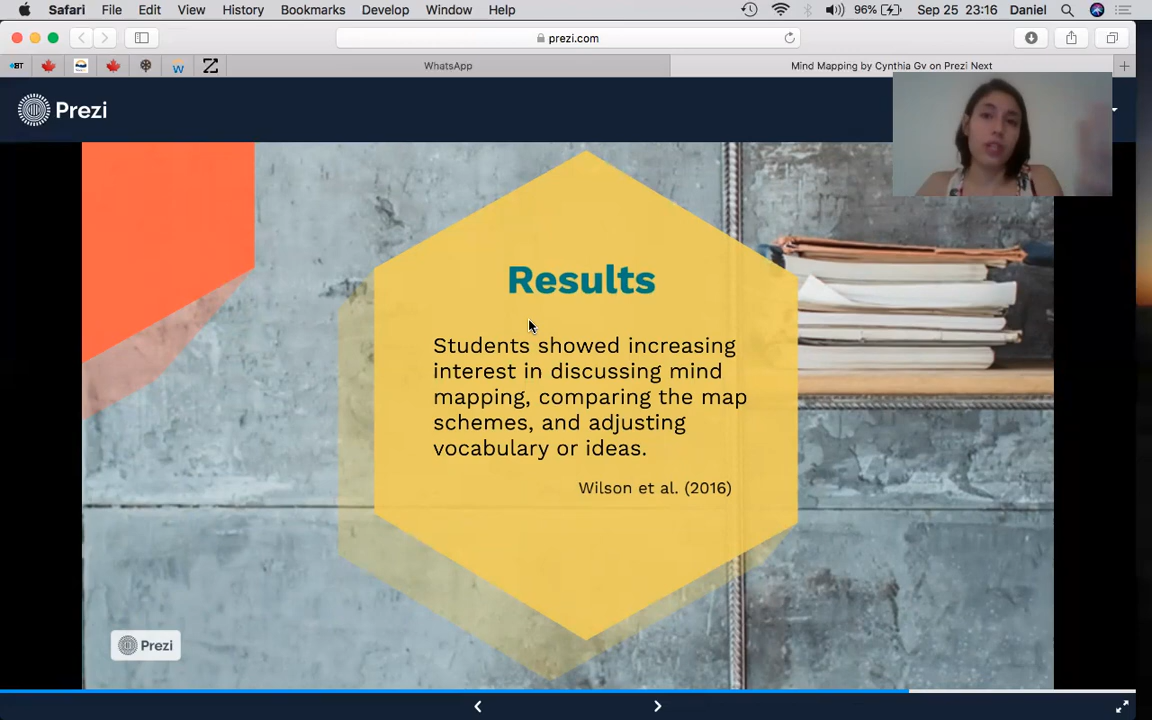 Safari File Edit View History Bookmarks Develop Window Help 96% Sep 25 23:16 Daniel
prezi.com
BT w Z WhatsApp Mind Mapping by Cynthia Gv on Prezi Next
Prezi
Results
Students showed increasing
interest in discussing mind
mapping, comparing the map
schemes, and adjusting
vocabulary or ideas.
Wilson et al. (2016)
Prezi